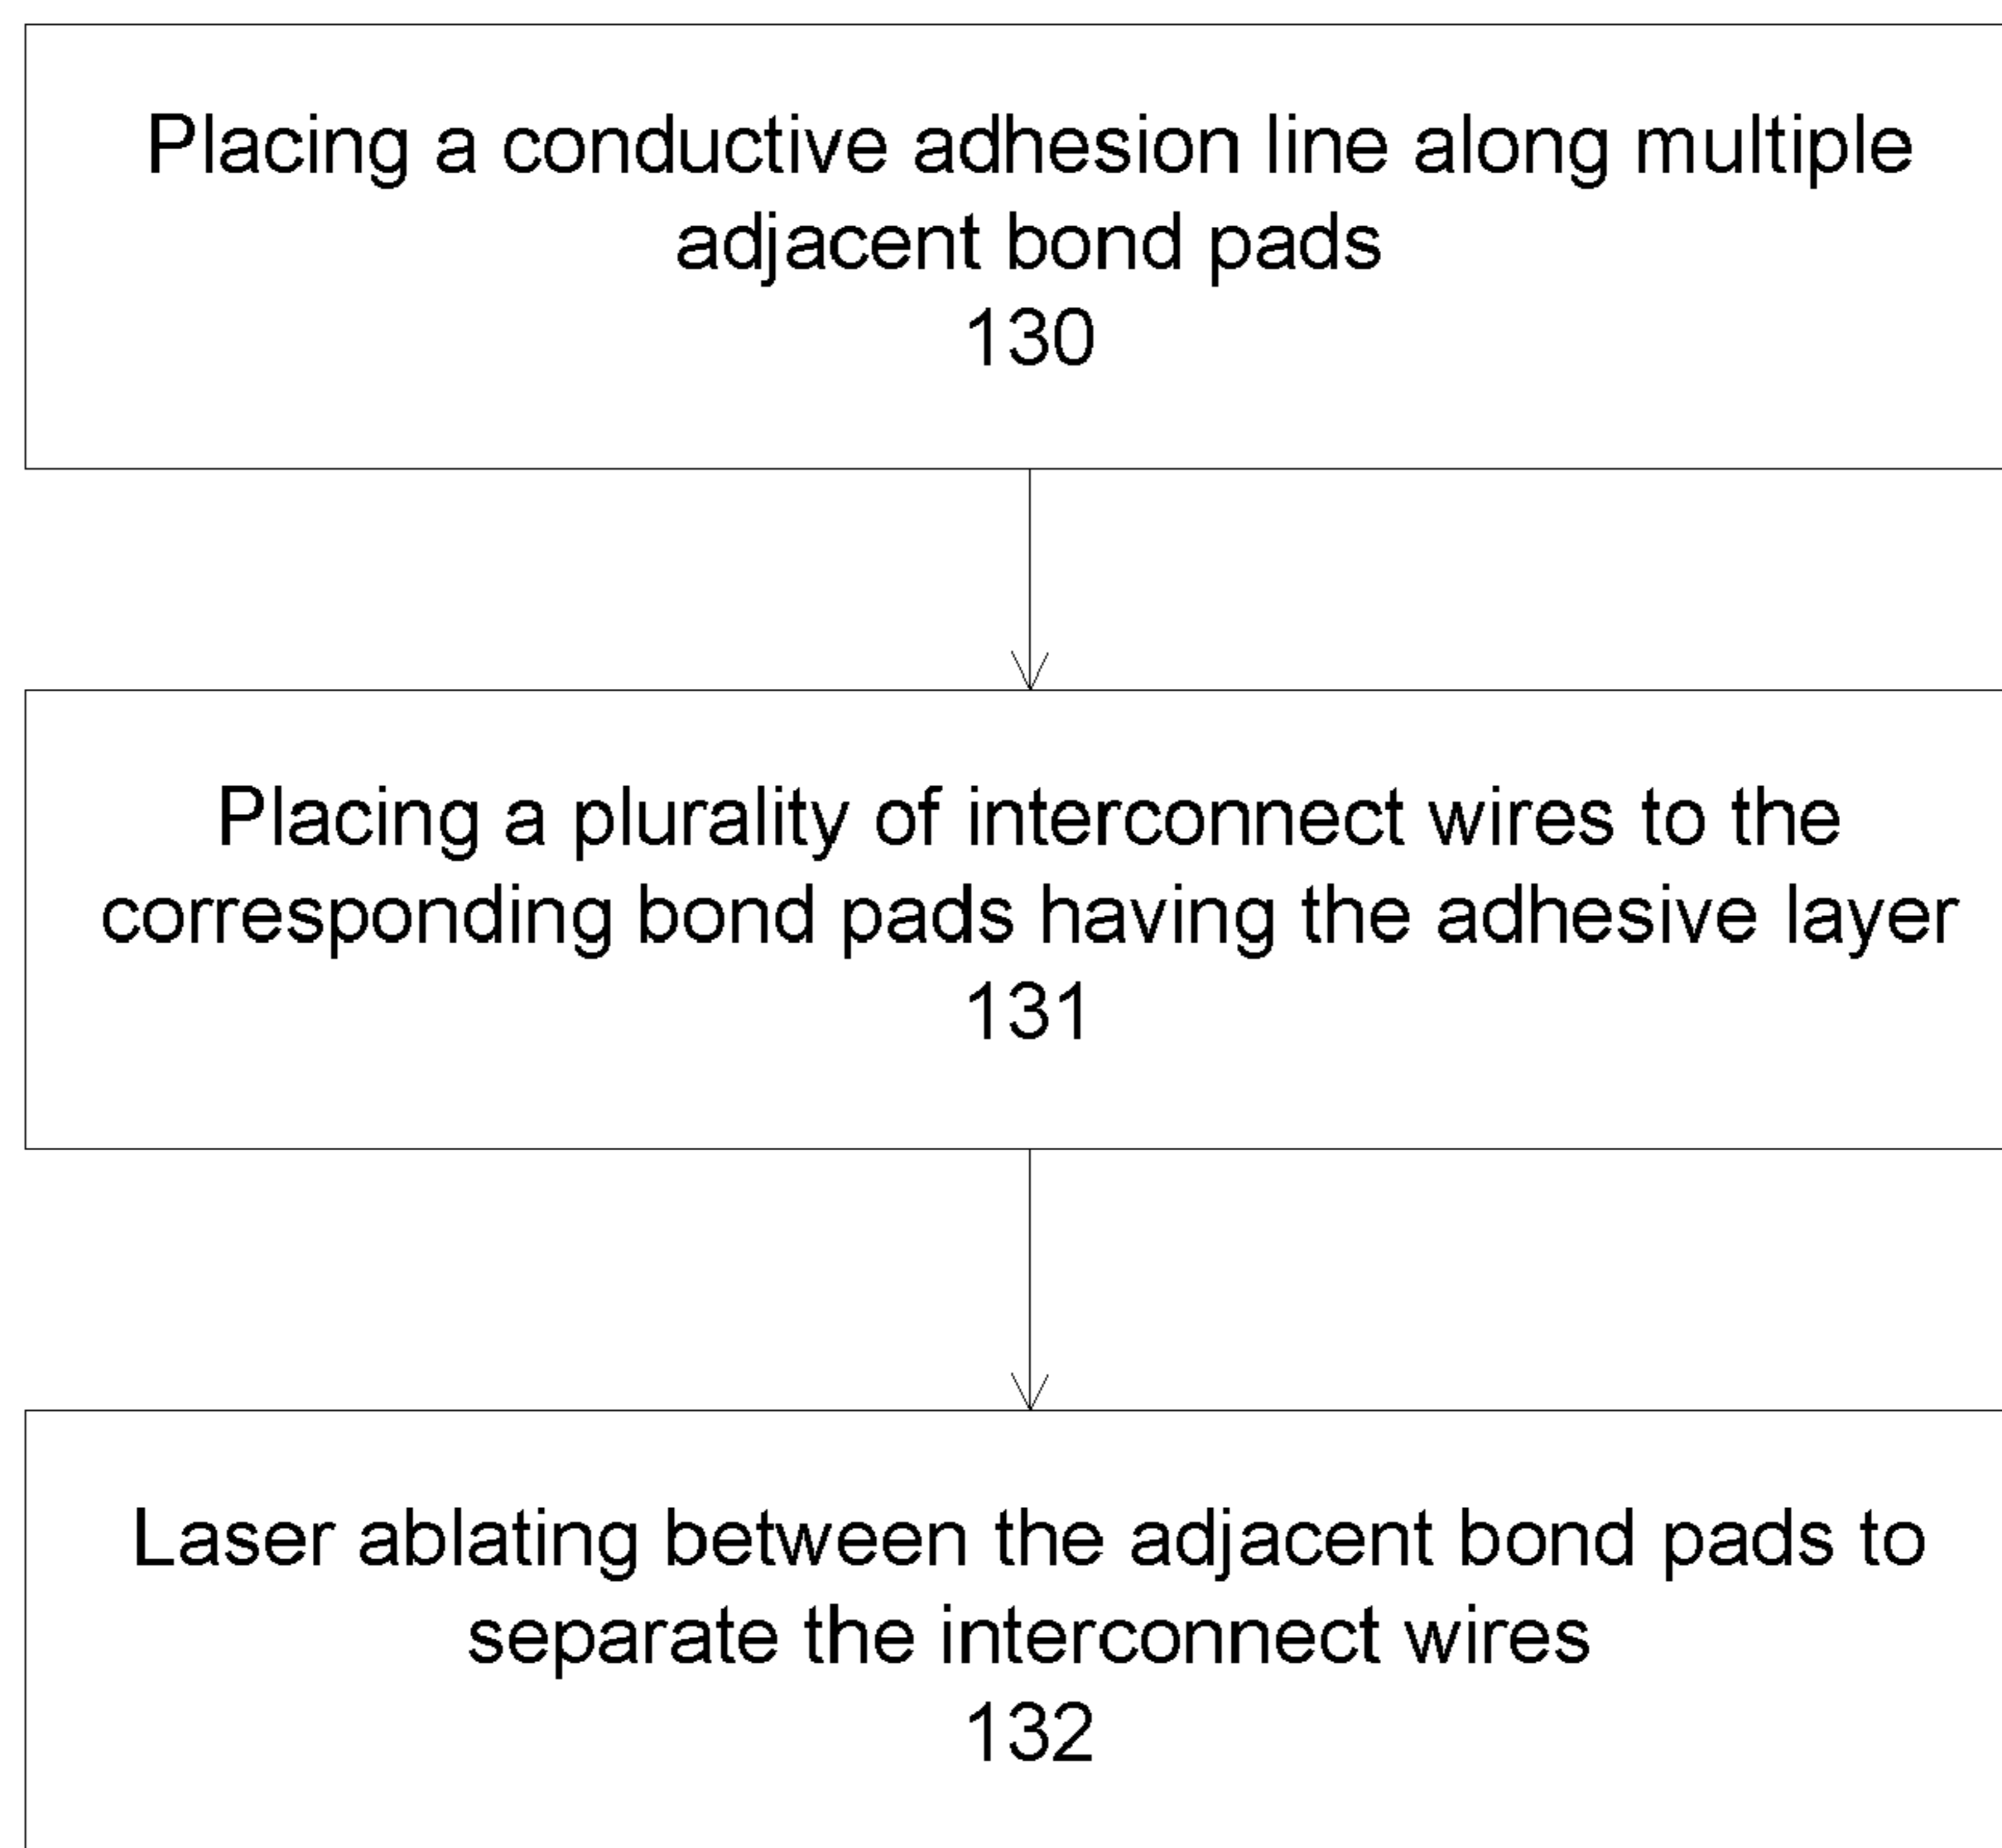 Placing a conductive adhesion line along multiple
adjacent bond pads
130
Placing a plurality of interconnect wires to the
corresponding bond pads having the adhesive layer
131
Laser ablating between the adjacent bond pads to
separate the interconnect wires
132